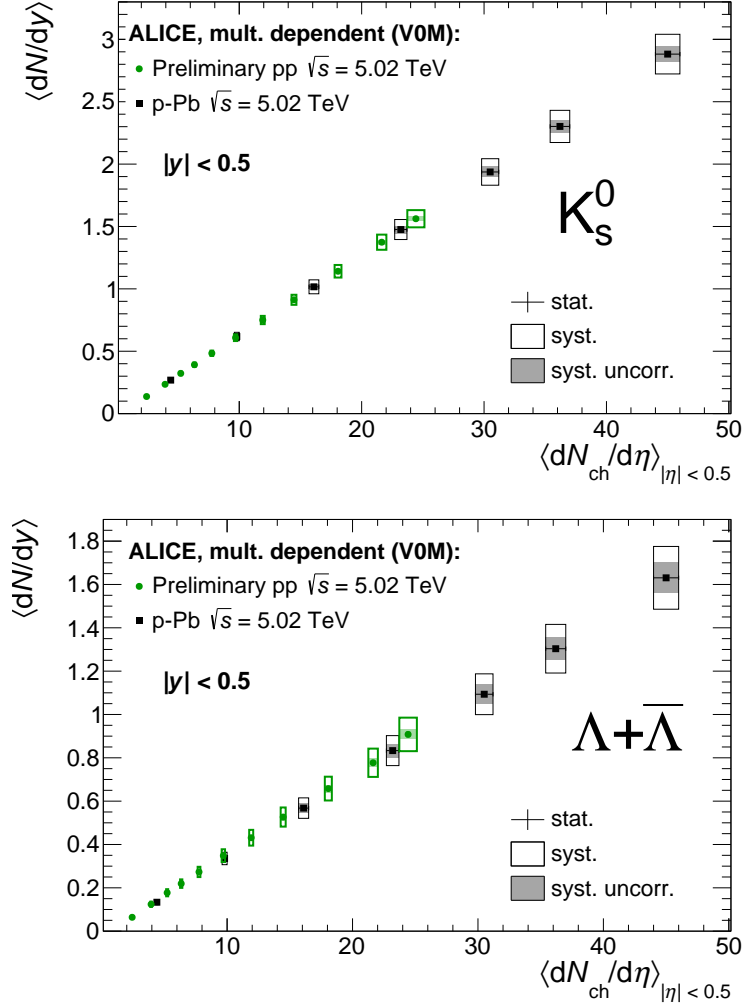 ⟨dN/dy⟩
3
2.5
2
1.5
1
0.5
0
ALICE, mult. dependent (V0M):
Preliminary pp √s = 5.02 TeV
p-Pb √s = 5.02 TeV
|y| < 0.5
K⁰ₛ
stat.
syst.
syst. uncorr.
10 20 30 40 50
⟨dN_ch/dη⟩_|η| < 0.5
⟨dN/dy⟩
1.8
1.6
1.4
1.2
1
0.8
0.6
0.4
0.2
0
ALICE, mult. dependent (V0M):
Preliminary pp √s = 5.02 TeV
p-Pb √s = 5.02 TeV
|y| < 0.5
Λ+Λ̅
stat.
syst.
syst. uncorr.
10 20 30 40 50
⟨dN_ch/dη⟩_|η| < 0.5